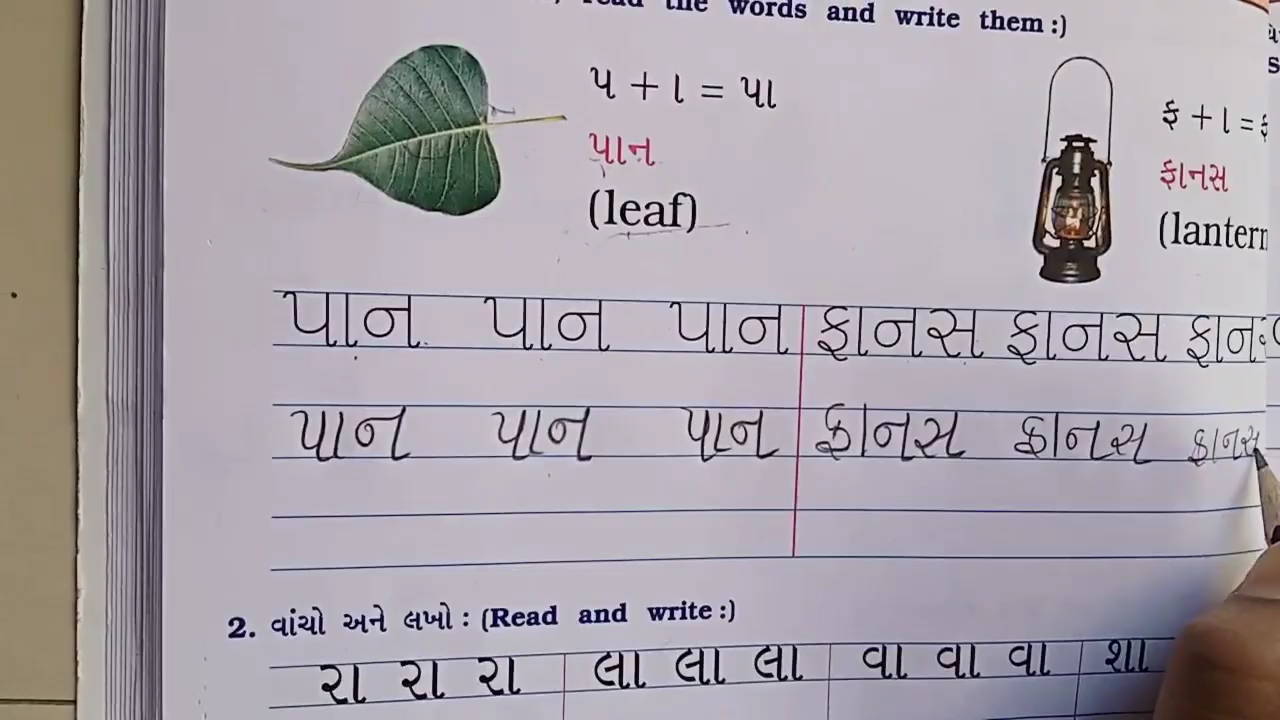 read the words and write them :)
પ + ા = પા
પાન
(leaf)
ફ + ા =
ફાનસ
(lantern
પાન પાન પાન ફાનસ ફાનસ ફાન
પાન પાન પાન ફાનસ ફાનસ ફાનસ
2. વાંચો અને લખો : (Read and write :)
રા રા રા લા લા લા વા વા વા શા